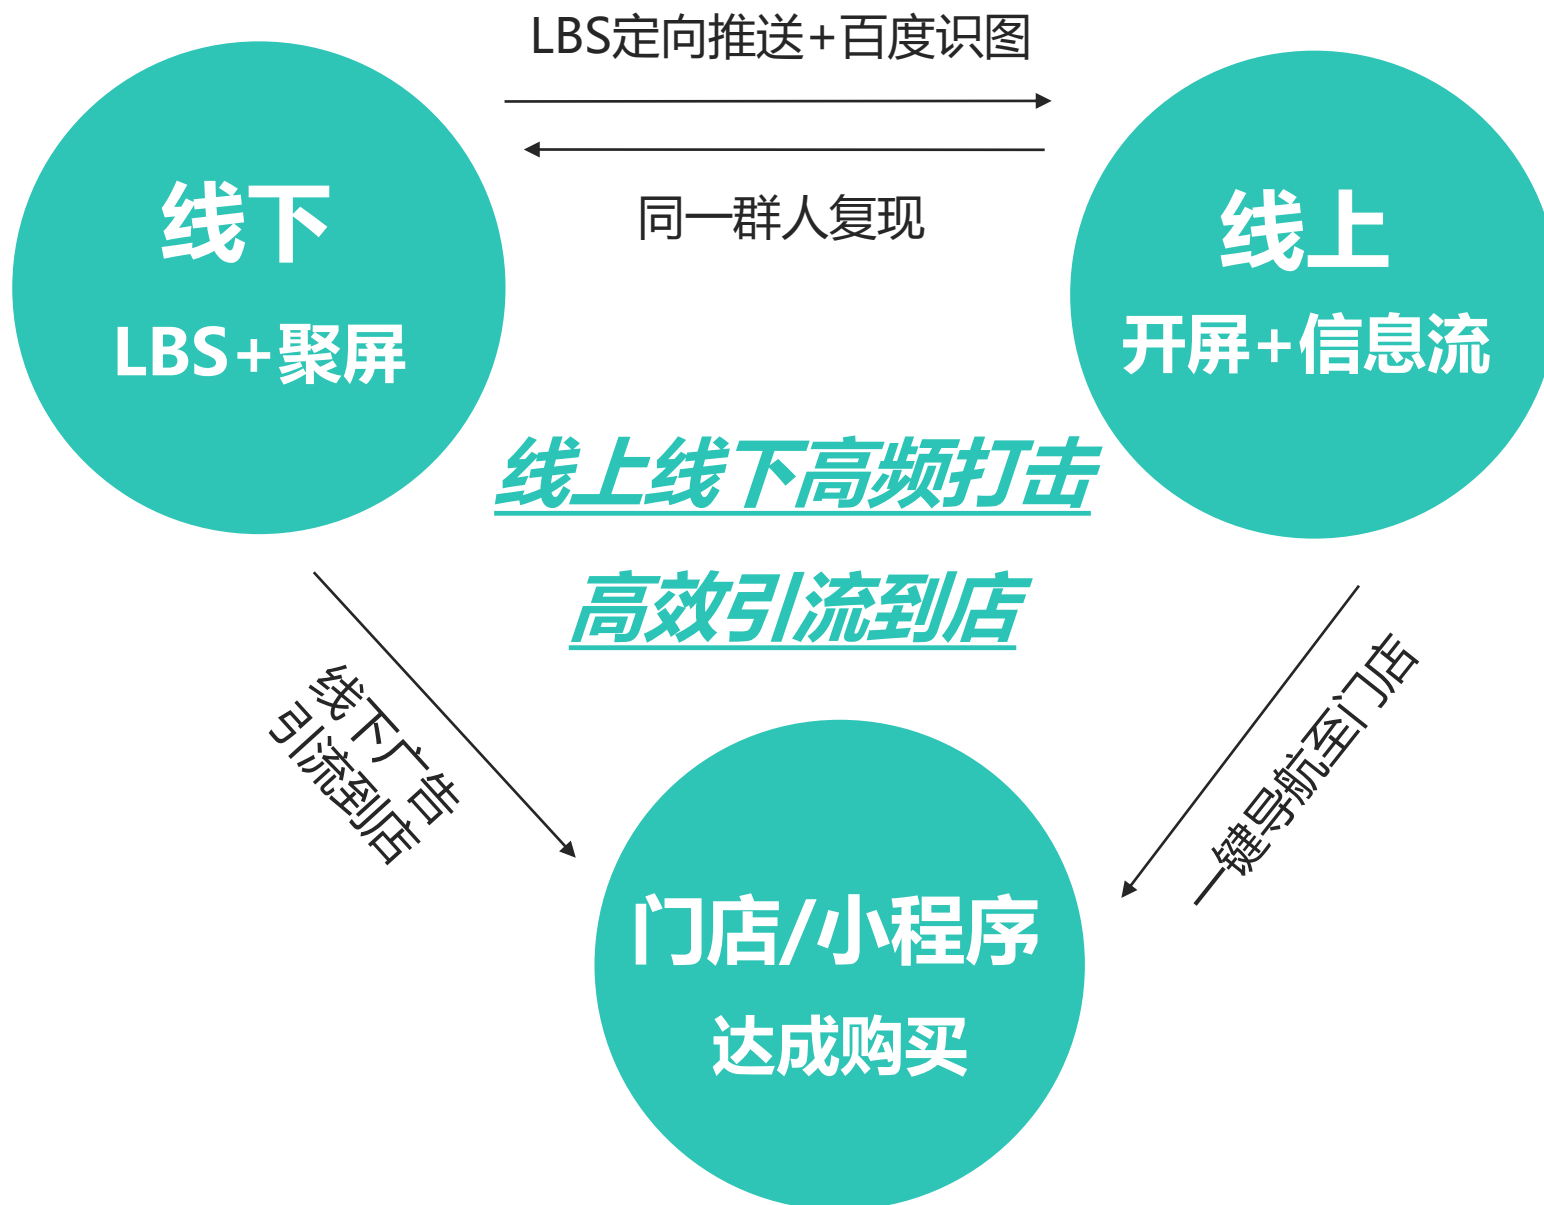 LBS定向推送+百度识图
同一群人复现
线下
LBS+聚屏
线上
开屏+信息流
线上线下高频打击
高效引流到店
线下广告
引流到店
一键导航至门店
门店/小程序
达成购买